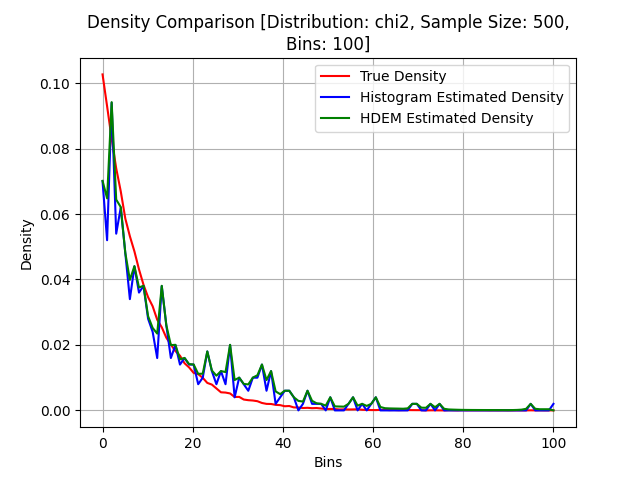 Density Comparison [Distribution: chi2, Sample Size: 500,
Bins: 100]
True Density
Histogram Estimated Density
HDEM Estimated Density
Density
0.10
0.08
0.06
0.04
0.02
0.00
0 20 40 60 80 100
Bins